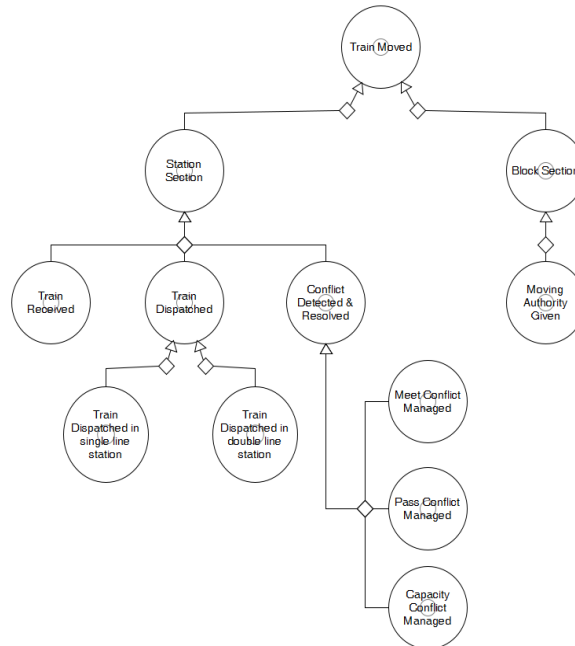 Train Moved
Station
Section
Block Section
Train
Received
Train
Dispatched
Conflict
Detected &
Resolved
Moving
Authority
Given
Train
Dispatched in
single line
station
Train
Dispatched in
double line
station
Meet Conflict
Managed
Pass Conflict
Managed
Capacity
Conflict
Managed